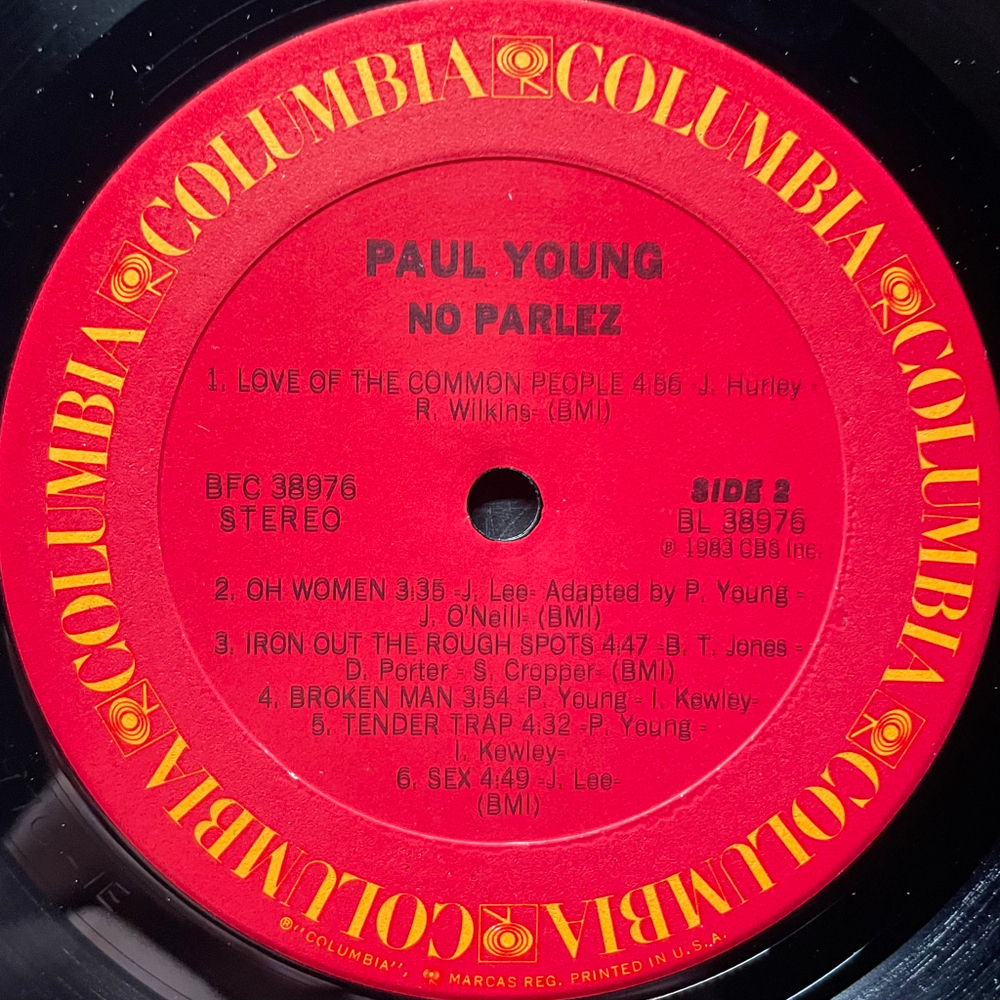 COLUMBIA COLUMBIA COLUMBIA COLUMBIA COLUMBIA COLUMBIA COLUMBIA COLUMBIA
PAUL YOUNG
NO PARLEZ
1. LOVE OF THE COMMON PEOPLE 4:56 -J. Hurley -
R. Wilkins- (BMI)
BFC 38976
STEREO
SIDE 2
BL 38976
℗ 1983 CBS Inc.
2. OH WOMEN 3:35 -J. Lee- Adapted by P. Young -
J. O'Neill- (BMI)
3. IRON OUT THE ROUGH SPOTS 4:47 -B. T. Jones -
D. Porter - S. Cropper- (BMI)
4. BROKEN MAN 3:54 -P. Young - I. Kewley-
5. TENDER TRAP 4:32 -P. Young -
I. Kewley-
6. SEX 4:49 -J. Lee-
(BMI)
®"COLUMBIA", MARCAS REG. PRINTED IN U.S.A.